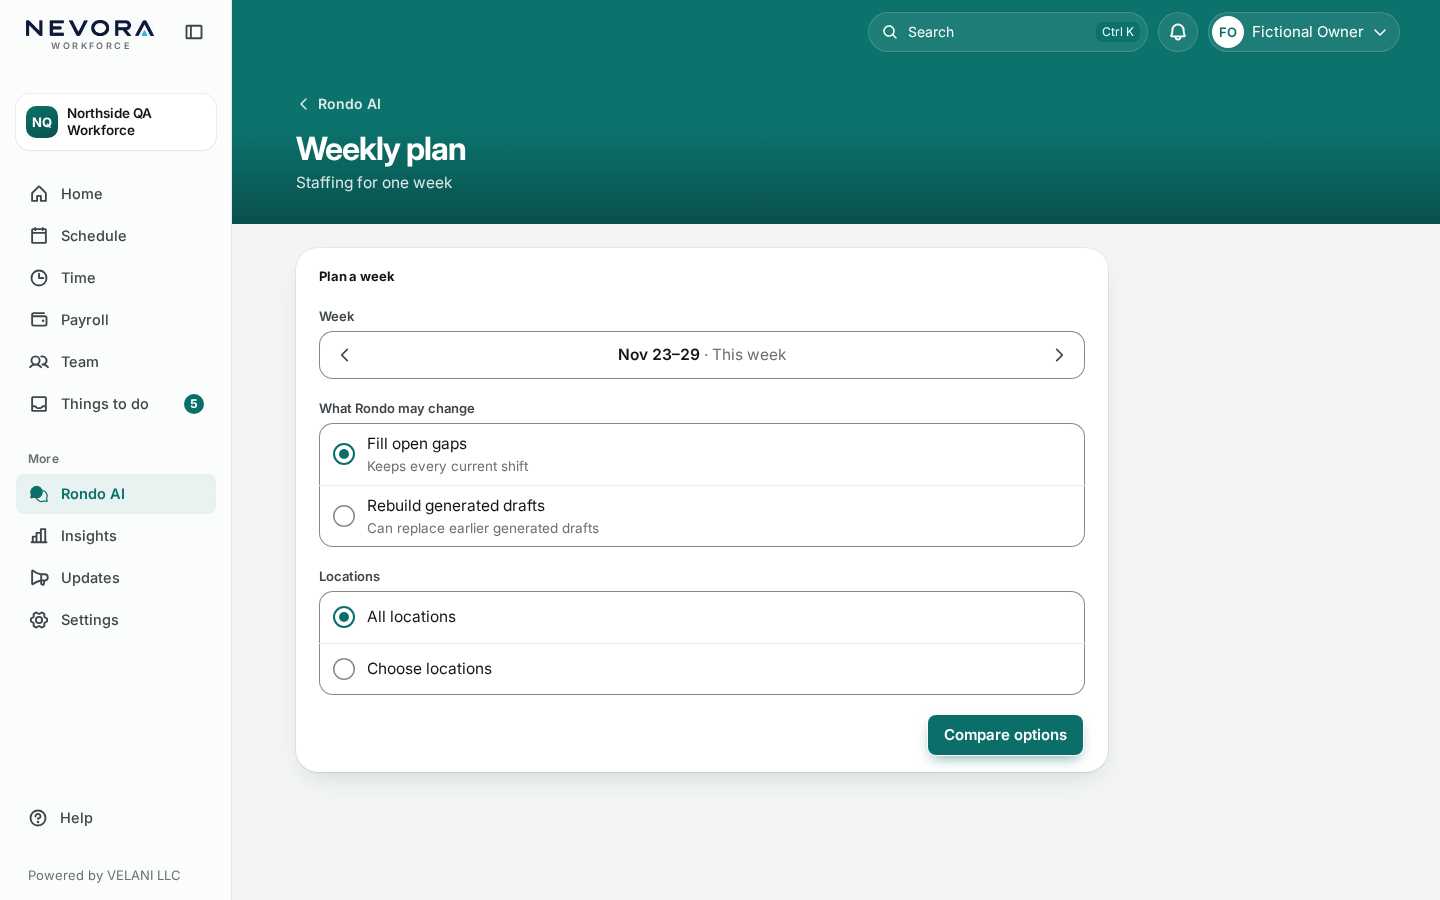 NEVORA
WORKFORCE
Search
Ctrl K
FO
Fictional Owner
NQ
Northside QA
Workforce
Home
Schedule
Time
Payroll
Team
Things to do
5
More
Rondo AI
Insights
Updates
Settings
Help
Powered by VELANI LLC
Rondo AI
Weekly plan
Staffing for one week
Plan a week
Week
Nov 23–29 · This week
What Rondo may change
Fill open gaps
Keeps every current shift
Rebuild generated drafts
Can replace earlier generated drafts
Locations
All locations
Choose locations
Compare options